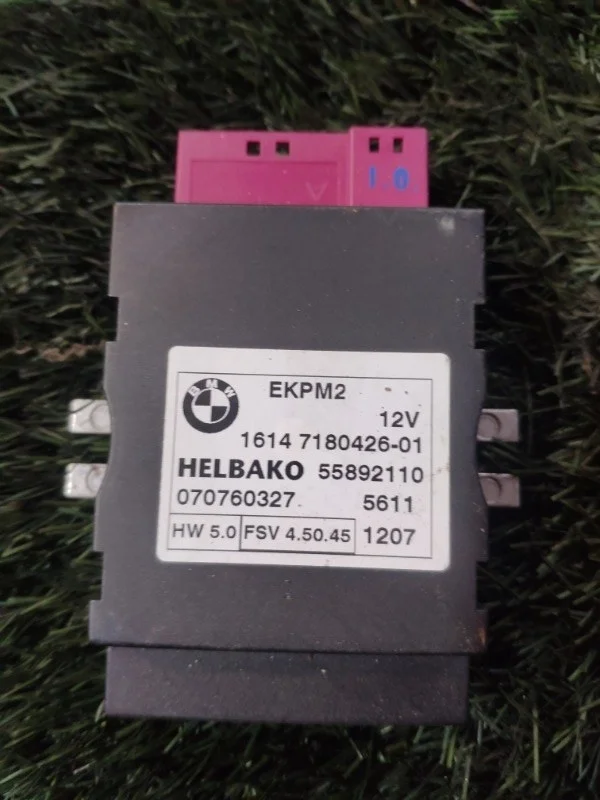 1.0
BMW
EKPM2
12V
1614 7180426-01
HELBAKO 55892110
070760327 5611
HW 5.0 FSV 4.50.45 1207